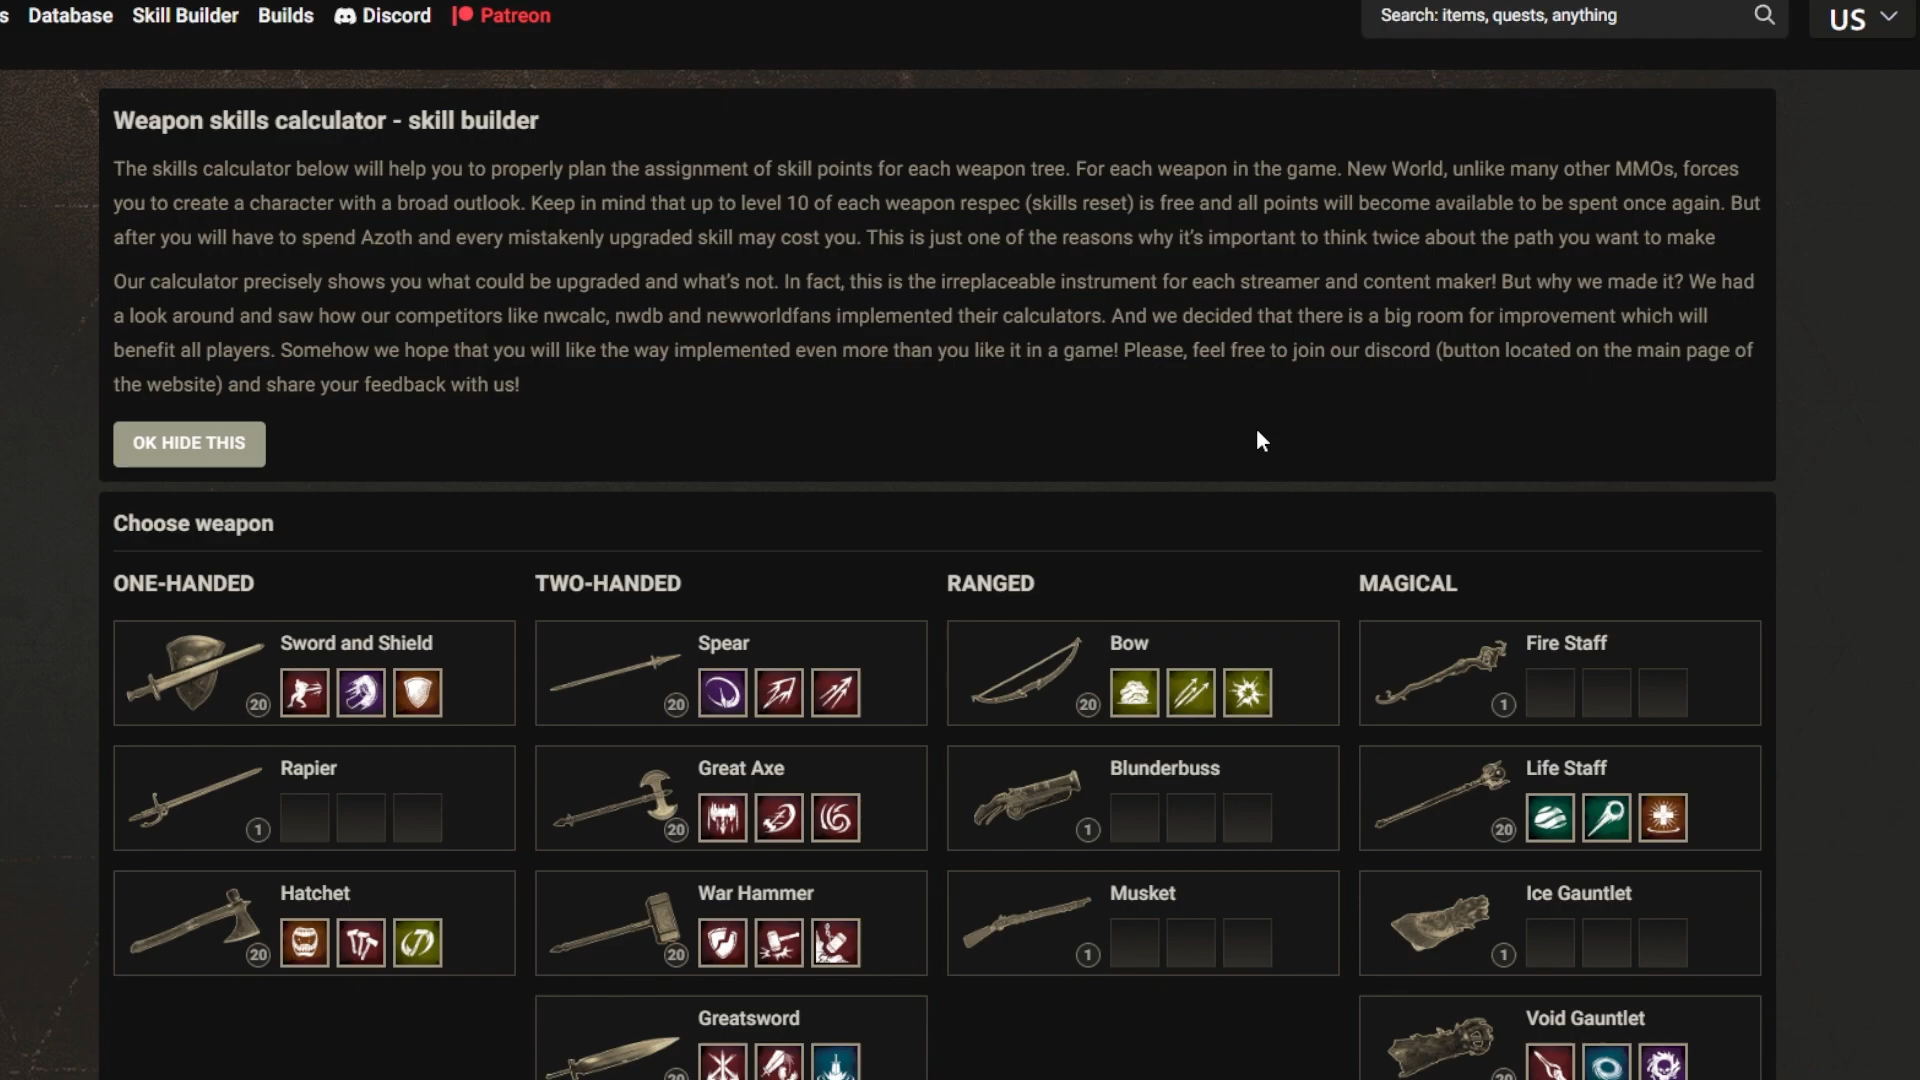 s Database Skill Builder Builds Discord Patreon Search: items, quests, anything US
Weapon skills calculator - skill builder
The skills calculator below will help you to properly plan the assignment of skill points for each weapon tree. For each weapon in the game. New World, unlike many other MMOs, forces
you to create a character with a broad outlook. Keep in mind that up to level 10 of each weapon respec (skills reset) is free and all points will become available to be spent once again. But
after you will have to spend Azoth and every mistakenly upgraded skill may cost you. This is just one of the reasons why it's important to think twice about the path you want to make
Our calculator precisely shows you what could be upgraded and what's not. In fact, this is the irreplaceable instrument for each streamer and content maker! But why we made it? We had
a look around and saw how our competitors like nwcalc, nwdb and newworldfans implemented their calculators. And we decided that there is a big room for improvement which will
benefit all players. Somehow we hope that you will like the way implemented even more than you like it in a game! Please, feel free to join our discord (button located on the main page of
the website) and share your feedback with us!
OK HIDE THIS
Choose weapon
ONE-HANDED
Sword and Shield
20
Rapier
1
Hatchet
20
TWO-HANDED
Spear
20
Great Axe
20
War Hammer
20
Greatsword
20
RANGED
Bow
20
Blunderbuss
1
Musket
1
MAGICAL
Fire Staff
1
Life Staff
20
Ice Gauntlet
1
Void Gauntlet
20